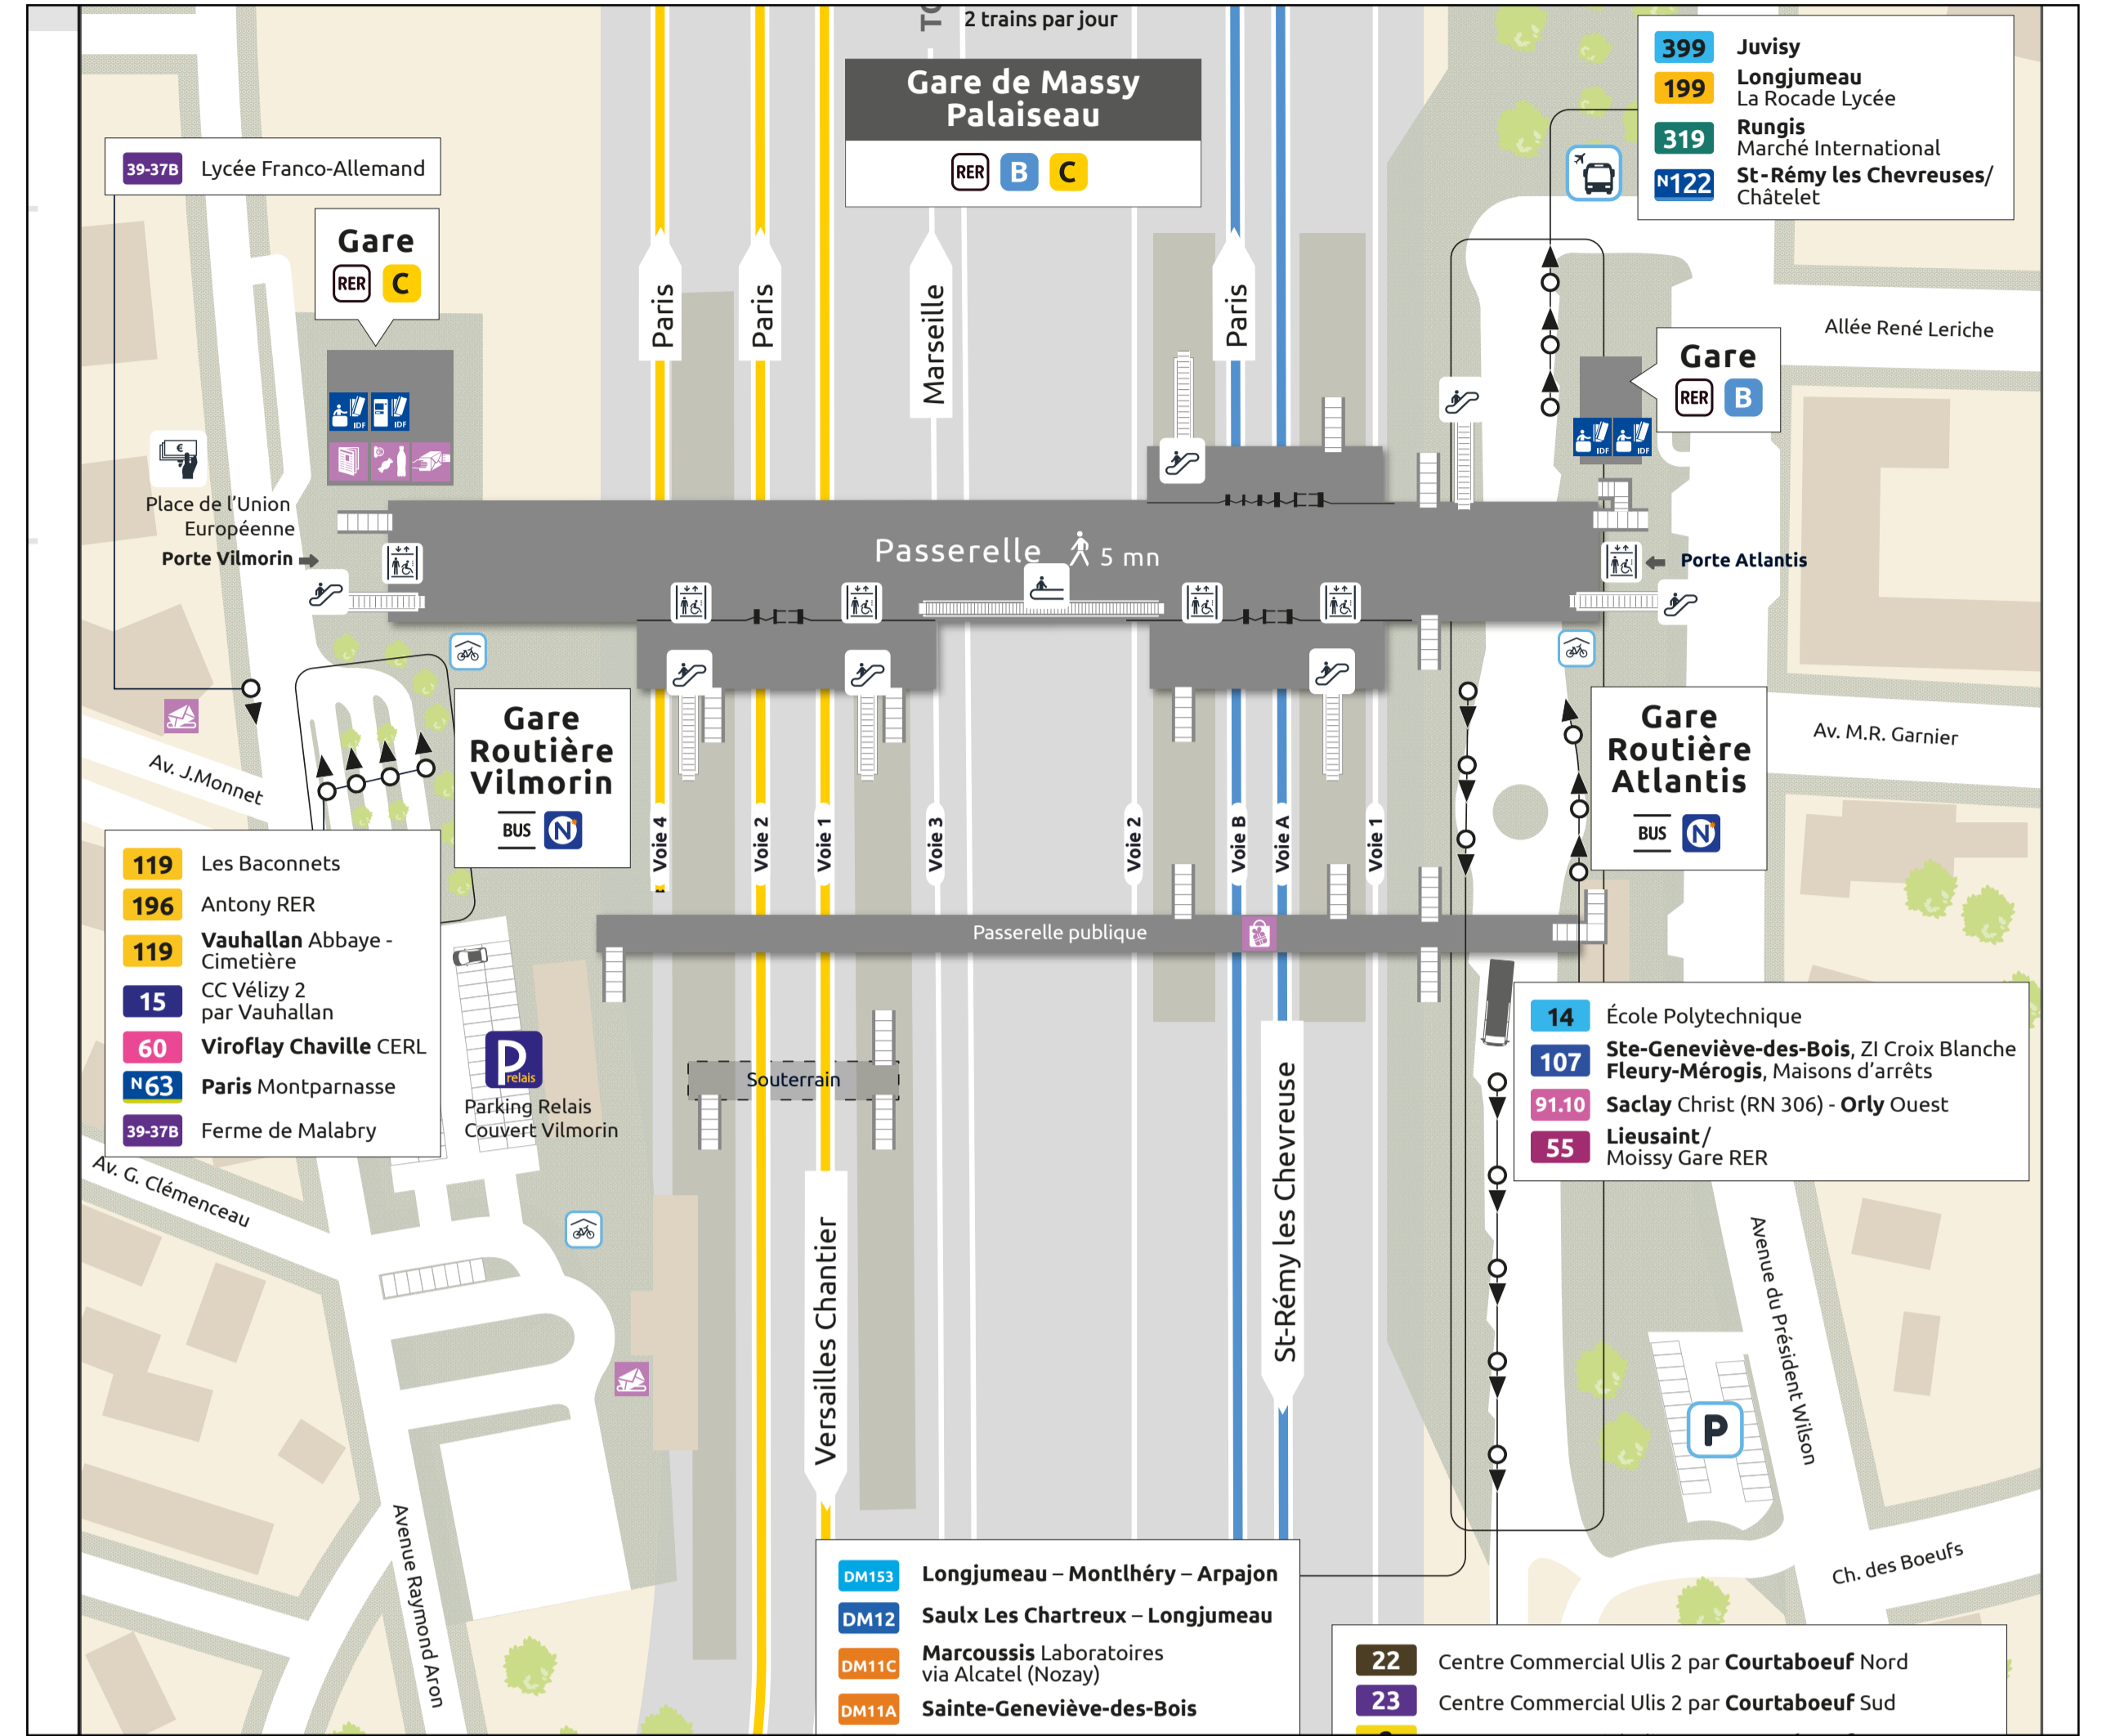 TO
2 trains par jour
Gare de Massy
Palaiseau
RER B C
399 Juvisy
199 Longjumeau
La Rocade Lycée
319 Rungis
Marché International
N122 St-Rémy les Chevreuses/
Châtelet
39-37B Lycée Franco-Allemand
Gare
RER C
Paris
Paris
Marseille
Paris
Allée René Leriche
Gare
RER B
IDF IDF
IDF IDF
€
Place de l'Union
Européenne
Porte Vilmorin
Passerelle 5 mn
Porte Atlantis
Gare
Routière
Vilmorin
BUS N
Gare
Routière
Atlantis
BUS N
Av. M.R. Garnier
Av. J.Monnet
Voie 4
Voie 2
Voie 1
Voie 3
Voie 2
Voie B
Voie A
Voie 1
119 Les Baconnets
196 Antony RER
119 Vauhallan Abbaye -
Cimetière
15 CC Vélizy 2
par Vauhallan
60 Viroflay Chaville CERL
N63 Paris Montparnasse
39-37B Ferme de Malabry
Passerelle publique
P
relais
Parking Relais
Couvert Vilmorin
Souterrain
14 École Polytechnique
107 Ste-Geneviève-des-Bois, ZI Croix Blanche
Fleury-Mérogis, Maisons d'arrêts
91.10 Saclay Christ (RN 306) - Orly Ouest
55 Lieusaint/
Moissy Gare RER
Av. G. Clémenceau
Versailles Chantier
St-Rémy les Chevreuse
Avenue du Président Wilson
P
Avenue Raymond Aron
Ch. des Boeufs
DM153 Longjumeau – Montlhéry – Arpajon
DM12 Saulx Les Chartreux – Longjumeau
DM11C Marcoussis Laboratoires
via Alcatel (Nozay)
DM11A Sainte-Geneviève-des-Bois
22 Centre Commercial Ulis 2 par Courtaboeuf Nord
23 Centre Commercial Ulis 2 par Courtaboeuf Sud